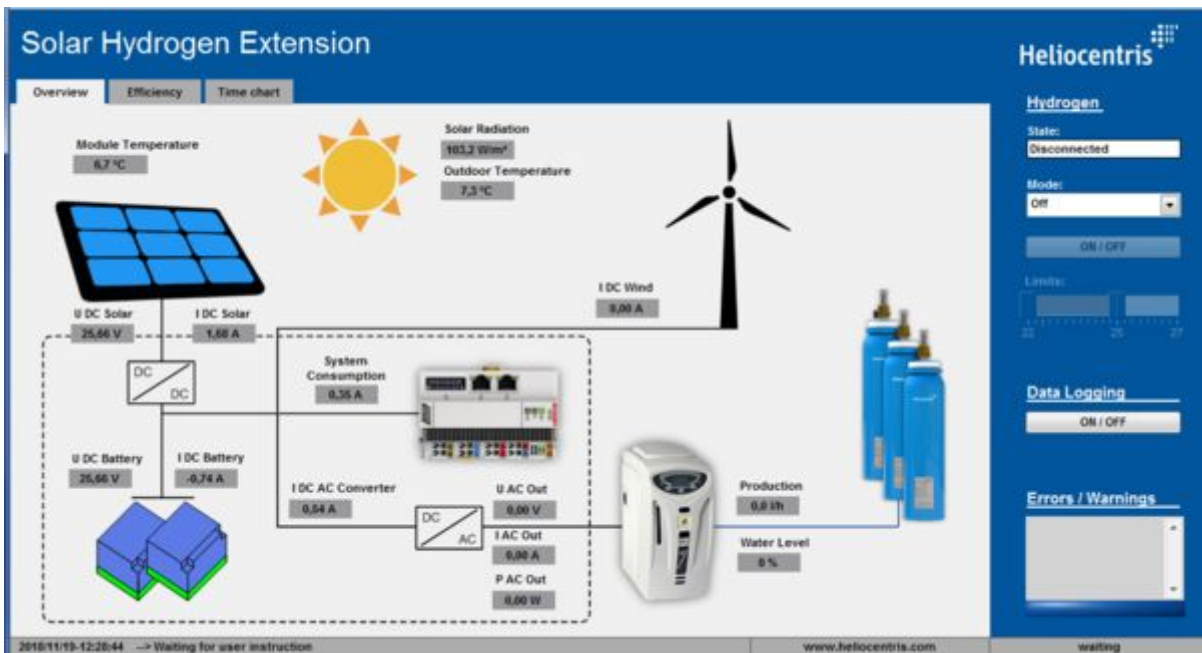 Solar Hydrogen Extension
Heliocentris
Overview
Efficiency
Time chart
Module Temperature
6,7 °C
Solar Radiation
103,2 W/m²
Outdoor Temperature
7,3 °C
U DC Solar
25,66 V
I DC Solar
1,68 A
I DC Wind
0,00 A
DC
DC
System
Consumption
0,35 A
U DC Battery
25,66 V
I DC Battery
-0,74 A
I DC AC Converter
0,54 A
DC
AC
U AC Out
0,00 V
I AC Out
0,00 A
P AC Out
0,00 W
Production
0,0 l/h
Water Level
0 %
Hydrogen
State:
Disconnected
Mode:
Off
ON / OFF
Limits:
Data Logging
ON / OFF
Errors / Warnings
2010/11/19-12:28:44 --> Waiting for user instruction
www.heliocentris.com
waiting